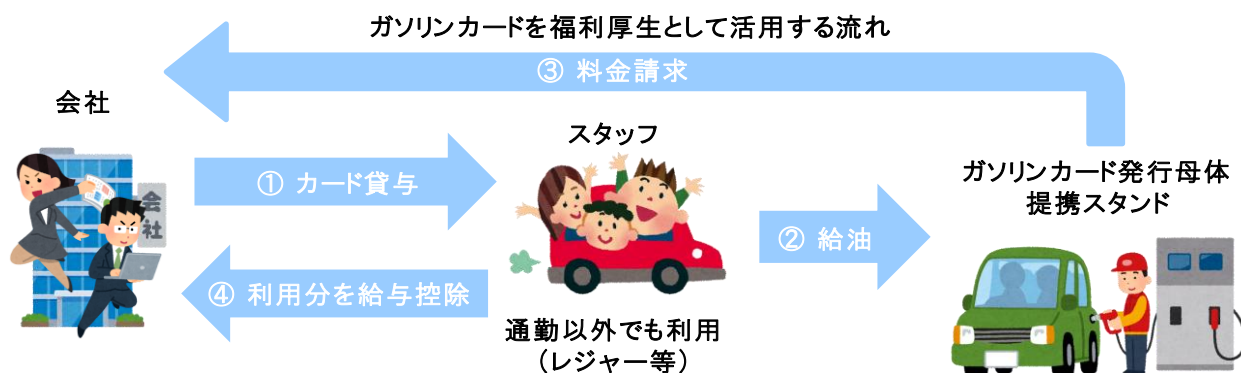 ガソリンカードを福利厚生として活用する流れ
③ 料金請求
会社
会社
① カード貸与
④ 利用分を給与控除
スタッフ
通勤以外でも利用
（レジャー等）
② 給油
ガソリンカード発行母体
提携スタンド